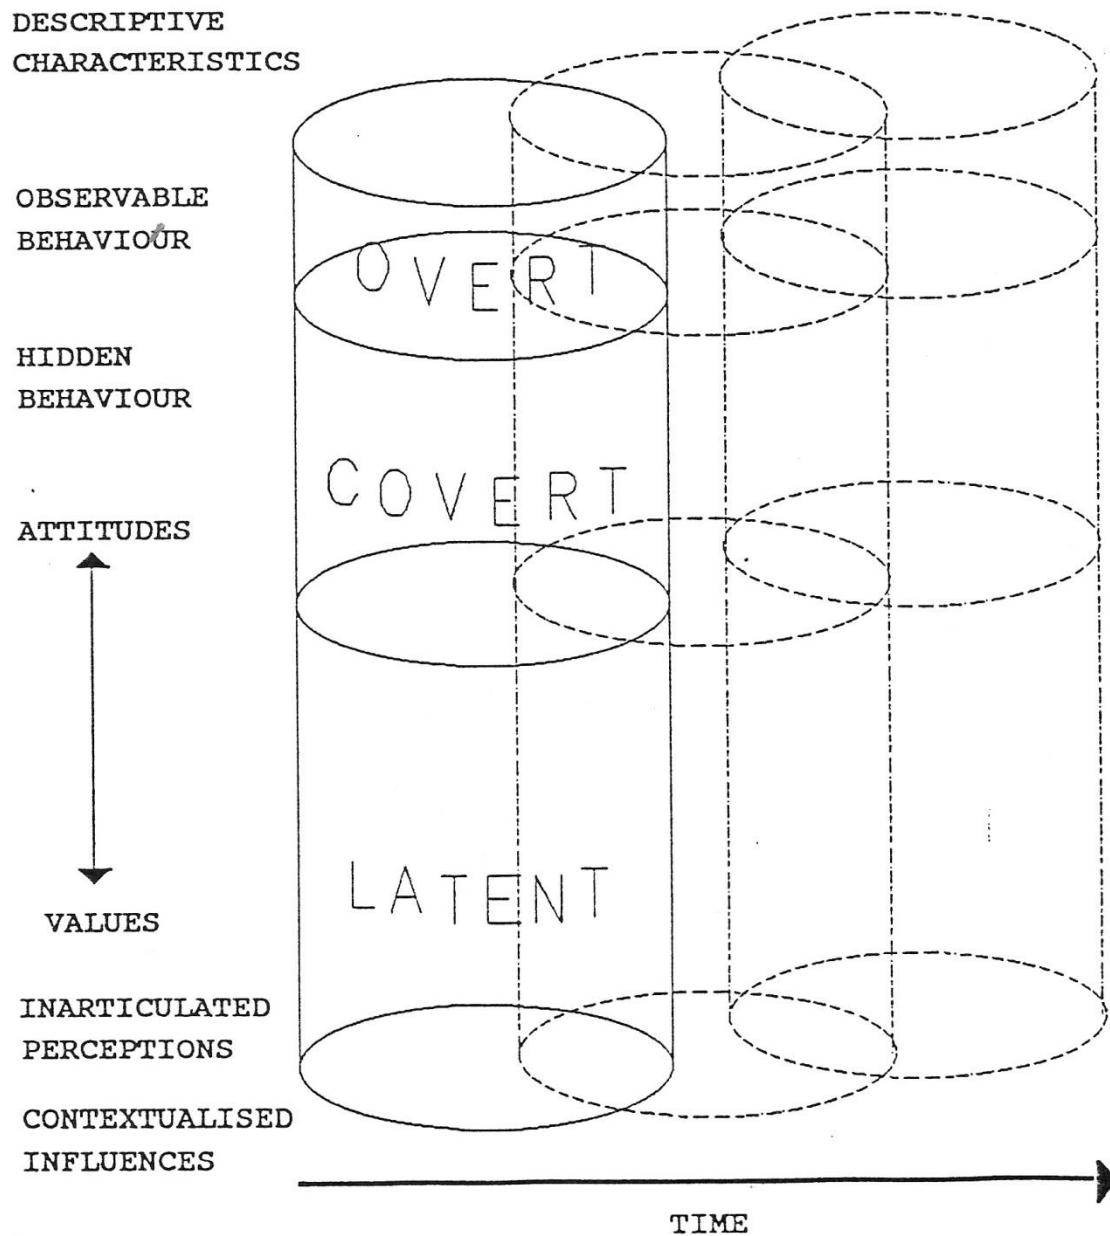 DESCRIPTIVE
CHARACTERISTICS
OBSERVABLE
BEHAVIOUR
OVERT
HIDDEN
BEHAVIOUR
COVERT
ATTITUDES
LATENT
VALUES
INARTICULATED
PERCEPTIONS
CONTEXTUALISED
INFLUENCES
TIME